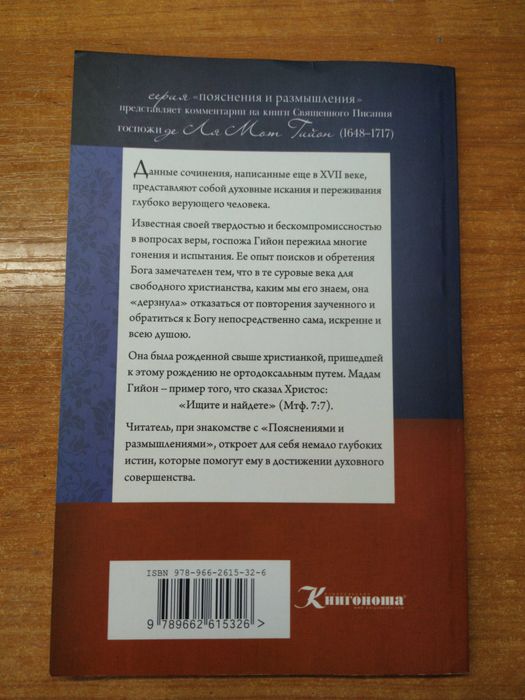 серия «пояснения и размышления»
представляет комментарии на книги Священного Писания
госпожи де Ля Мот Гийон (1648–1717)
Данные сочинения, написанные еще в XVII веке,
представляют собой духовные искания и переживания
глубоко верующего человека.
Известная своей твердостью и бескомпромиссностью
в вопросах веры, госпожа Гийон пережила многие
гонения и испытания. Ее опыт поисков и обретения
Бога замечателен тем, что в те суровые века для
свободного христианства, каким мы его знаем, она
«дерзнула» отказаться от повторения заученного и
обратиться к Богу непосредственно сама, искренне и
всею душою.
Она была рожденной свыше христианкой, пришедшей
к этому рождению не ортодоксальным путем. Мадам
Гийон – пример того, что сказал Христос:
«Ищите и найдете» (Мтф. 7:7).
Читатель, при знакомстве с «Пояснениями и
размышлениями», откроет для себя немало глубоких
истин, которые помогут ему в достижении духовного
совершенства.
ISBN 978-966-2615-32-6
9 789662 615326 >
Книгоноша